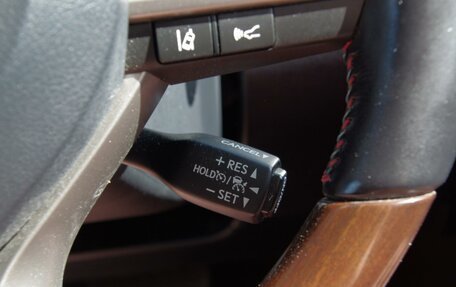 CANCEL
+ RES ▲
HOLD /
− SET ▼